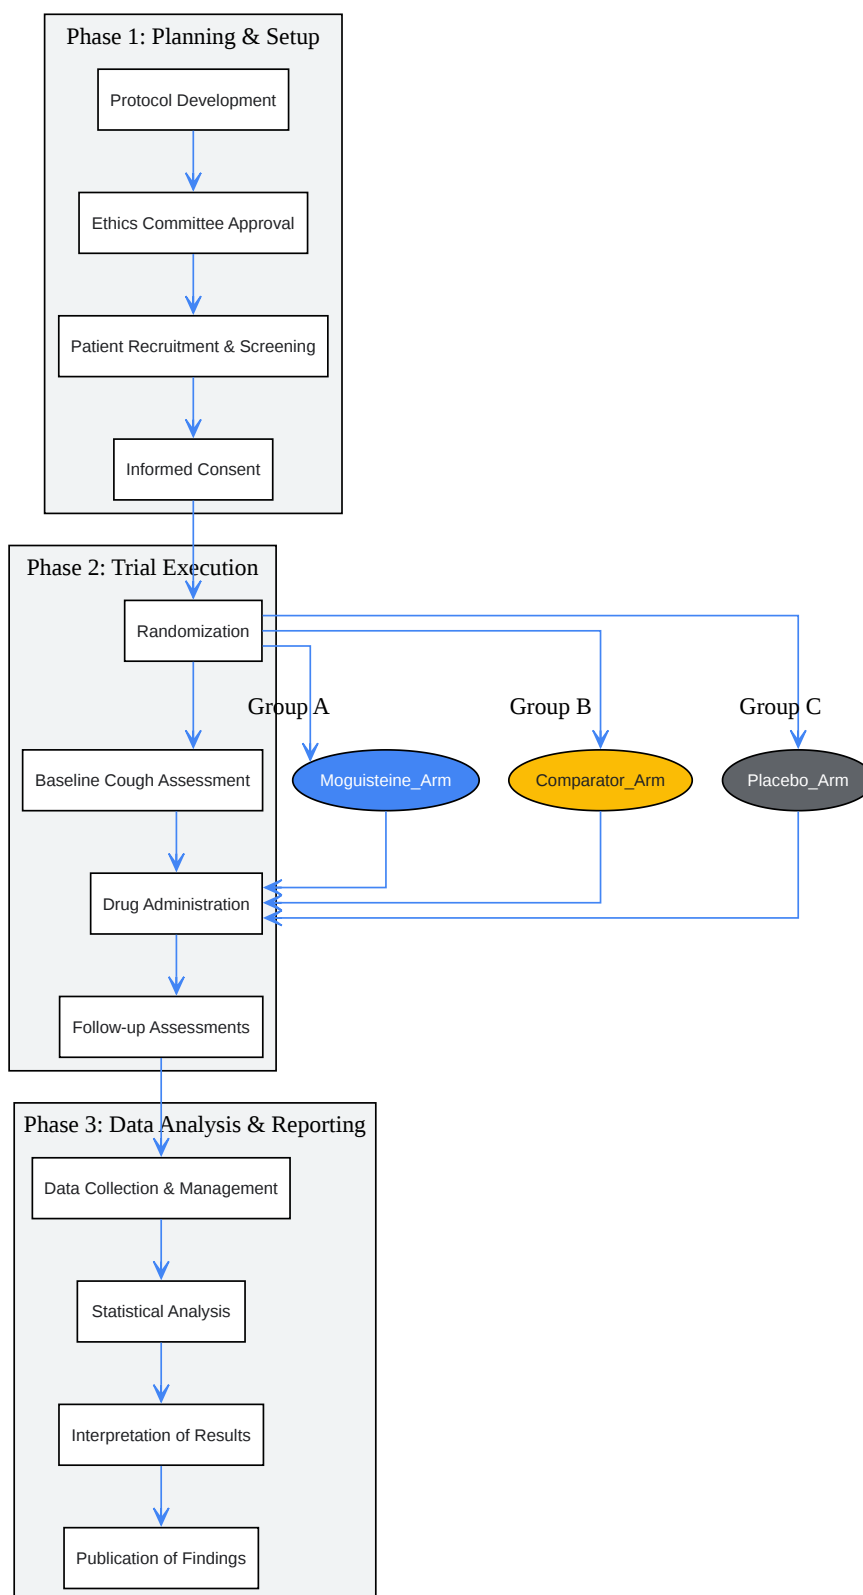 Phase 1: Planning & Setup
Protocol Development
Ethics Committee Approval
Patient Recruitment & Screening
Informed Consent
Phase 2: Trial Execution
Randomization
Group A
Group B
Group C
Baseline Cough Assessment
Moguisteine_Arm
Comparator_Arm
Placebo_Arm
Drug Administration
Follow-up Assessments
Phase 3: Data Analysis & Reporting
Data Collection & Management
Statistical Analysis
Interpretation of Results
Publication of Findings